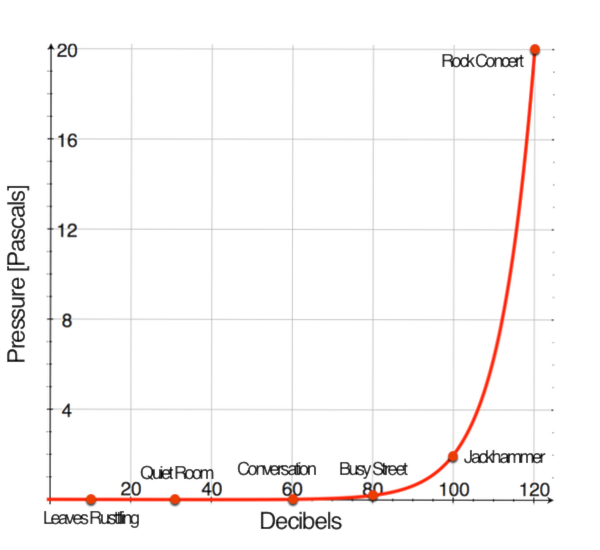 20
Rock Concert
16
12
Pressure [Pascals]
8
4
Jackhammer
Quiet Room
Conversation
Busy Street
20 40 60 80 100 120
Leaves Rustling
Decibels